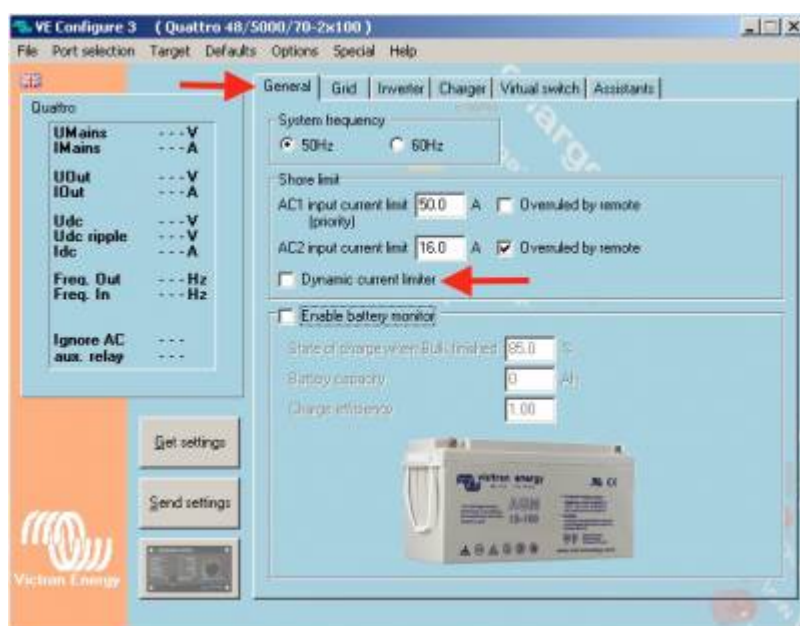 VE Configure 3 ( Quattro 48/5000/70-2x100 )
File Port selection Target Defaults Options Special Help
General Grid Inverter Charger Virtual switch Assistants
Quattro
UMains ---V
IMains ---A
UOut ---V
IOut ---A
Udc ---V
Udc ripple ---V
Idc ---A
Freq. Out ---Hz
Freq. In ---Hz
Ignore AC ---
aux. relay ---
Get settings
Send settings
Victron Energy
System frequency
50Hz 60Hz
Shore limit
AC1 input current limit 50.0 A Overruled by remote
(priority)
AC2 input current limit 16.0 A Overruled by remote
Dynamic current limiter
Enable battery monitor
State of charge when Bulk finished 85.0 %
Battery capacity 0 Ah
Charge efficiency 1.00
victron energy
AGM